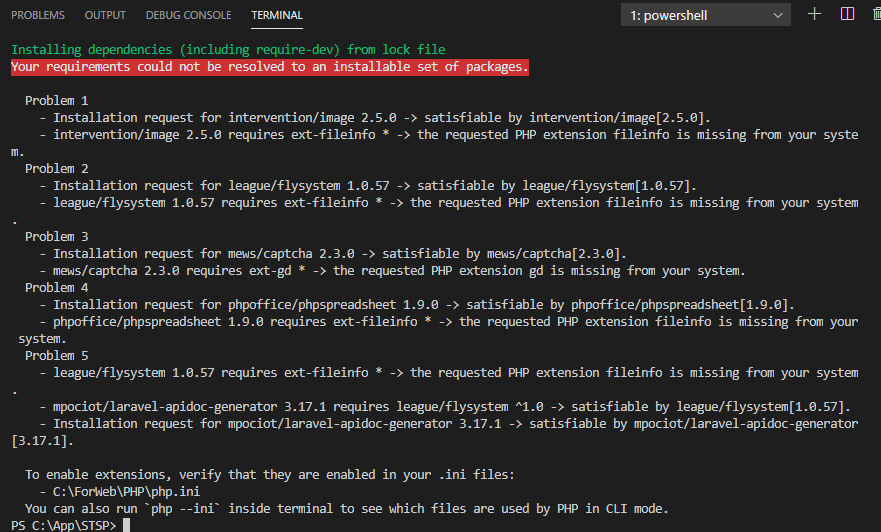 PROBLEMS OUTPUT DEBUG CONSOLE TERMINAL 1: powershell
Installing dependencies (including require-dev) from lock file
Your requirements could not be resolved to an installable set of packages.
Problem 1
- Installation request for intervention/image 2.5.0 -> satisfiable by intervention/image[2.5.0].
- intervention/image 2.5.0 requires ext-fileinfo * -> the requested PHP extension fileinfo is missing from your syste
m.
Problem 2
- Installation request for league/flysystem 1.0.57 -> satisfiable by league/flysystem[1.0.57].
- league/flysystem 1.0.57 requires ext-fileinfo * -> the requested PHP extension fileinfo is missing from your system
.
Problem 3
- Installation request for mews/captcha 2.3.0 -> satisfiable by mews/captcha[2.3.0].
- mews/captcha 2.3.0 requires ext-gd * -> the requested PHP extension gd is missing from your system.
Problem 4
- Installation request for phpoffice/phpspreadsheet 1.9.0 -> satisfiable by phpoffice/phpspreadsheet[1.9.0].
- phpoffice/phpspreadsheet 1.9.0 requires ext-fileinfo * -> the requested PHP extension fileinfo is missing from your
system.
Problem 5
- league/flysystem 1.0.57 requires ext-fileinfo * -> the requested PHP extension fileinfo is missing from your system
.
- mpociot/laravel-apidoc-generator 3.17.1 requires league/flysystem ^1.0 -> satisfiable by league/flysystem[1.0.57].
- Installation request for mpociot/laravel-apidoc-generator 3.17.1 -> satisfiable by mpociot/laravel-apidoc-generator
[3.17.1].
To enable extensions, verify that they are enabled in your .ini files:
- C:\ForWeb\PHP\php.ini
You can also run `php --ini` inside terminal to see which files are used by PHP in CLI mode.
PS C:\App\STSP>